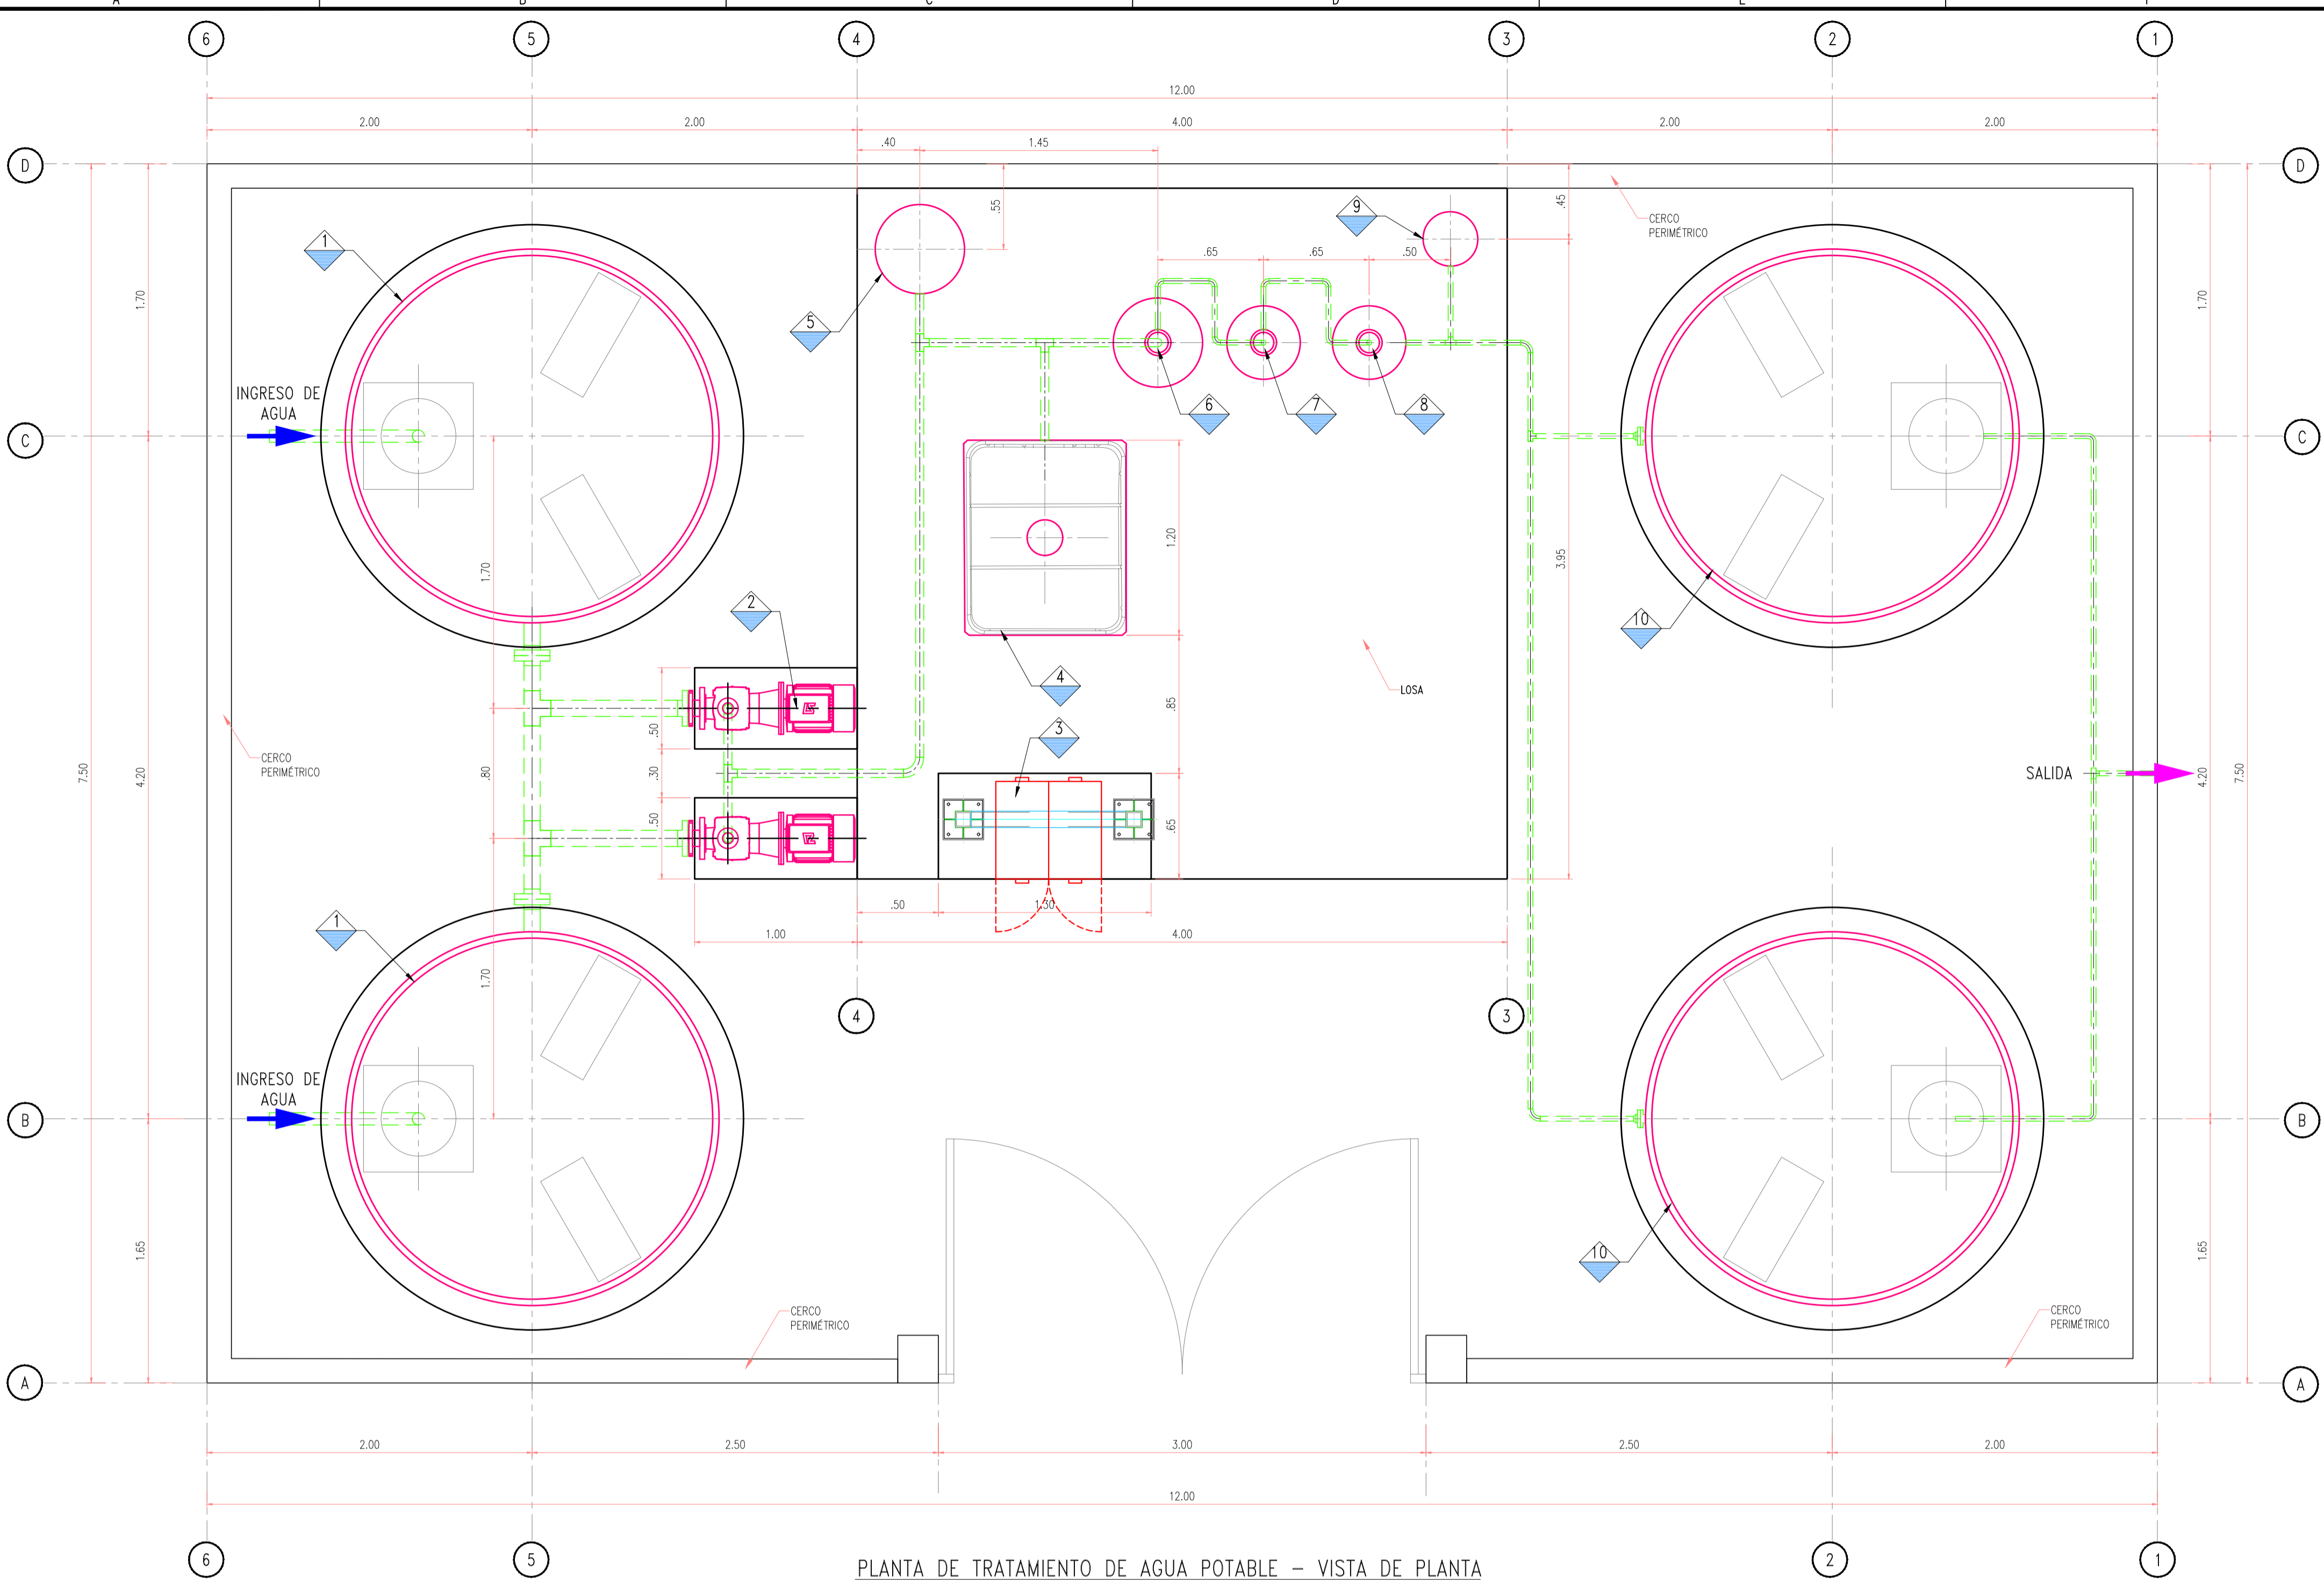 A B C D E F
6 5 4 3 2 1
12.00
2.00 2.00 4.00 2.00 2.00
.40 1.45
D D
.55 .45
9
CERCO
PERIMÉTRICO
1
.65 .65 .50
1.70 1.70
5
INGRESO DE
AGUA
6 7 8
C C
1.20
3.95
1.70
2
10
4
LOSA
.85
.50
3
CERCO
PERIMÉTRICO
7.50 4.20 .80 .30
SALIDA
4.20 7.50
.50 .65
.50 1.30
1
1.00 4.00
1.70
4 3
INGRESO DE
AGUA
B B
1.65 1.65
10
CERCO
PERIMÉTRICO
CERCO
PERIMÉTRICO
A A
2.00 2.50 3.00 2.50 2.00
12.00
6 5 2 1
PLANTA DE TRATAMIENTO DE AGUA POTABLE – VISTA DE PLANTA